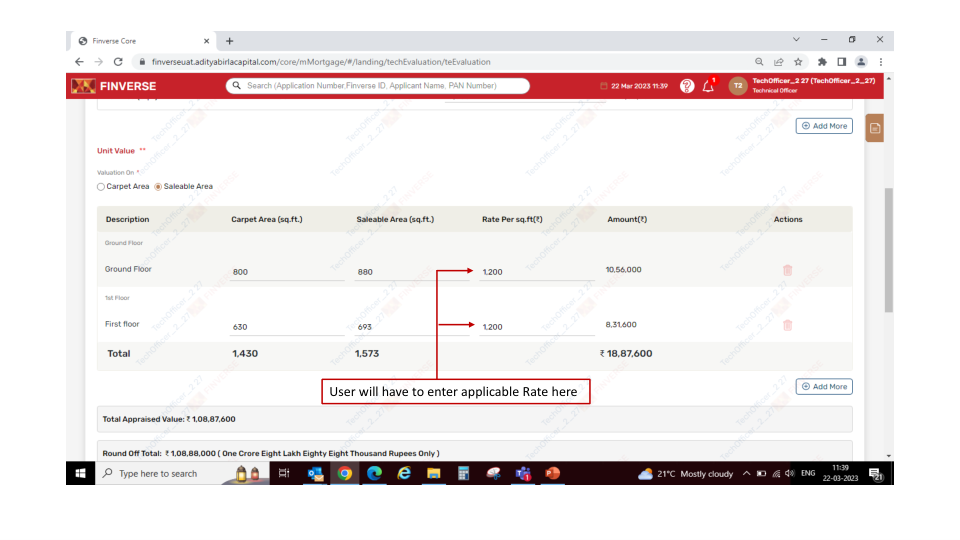 Finverse Core
finverseuat.adityabirlacapital.com/core/mMortgage/#/landing/techEvaluation/teEvaluation
FINVERSE
Search (Application Number,Finverse ID, Applicant Name, PAN Number)
22 Mar 2023 11:39
T2
TechOfficer_2 27 (TechOfficer_2_27)
Technical Officer
Add More
Unit Value **
Valuation On *
Carpet Area Saleable Area
Description Carpet Area (sq.ft.) Saleable Area (sq.ft.) Rate Per sq.ft(₹) Amount(₹) Actions
Ground Floor
Ground Floor 800 880 1,200 10,56,000
1st Floor
First floor 630 693 1,200 8,31,600
Total 1,430 1,573 ₹ 18,87,600
User will have to enter applicable Rate here
Add More
Total Appraised Value: ₹ 1,08,87,600
Round Off Total: ₹ 1,08,88,000 ( One Crore Eight Lakh Eighty Eight Thousand Rupees Only )
Type here to search
21°C Mostly cloudy
ENG
11:39
22-03-2023